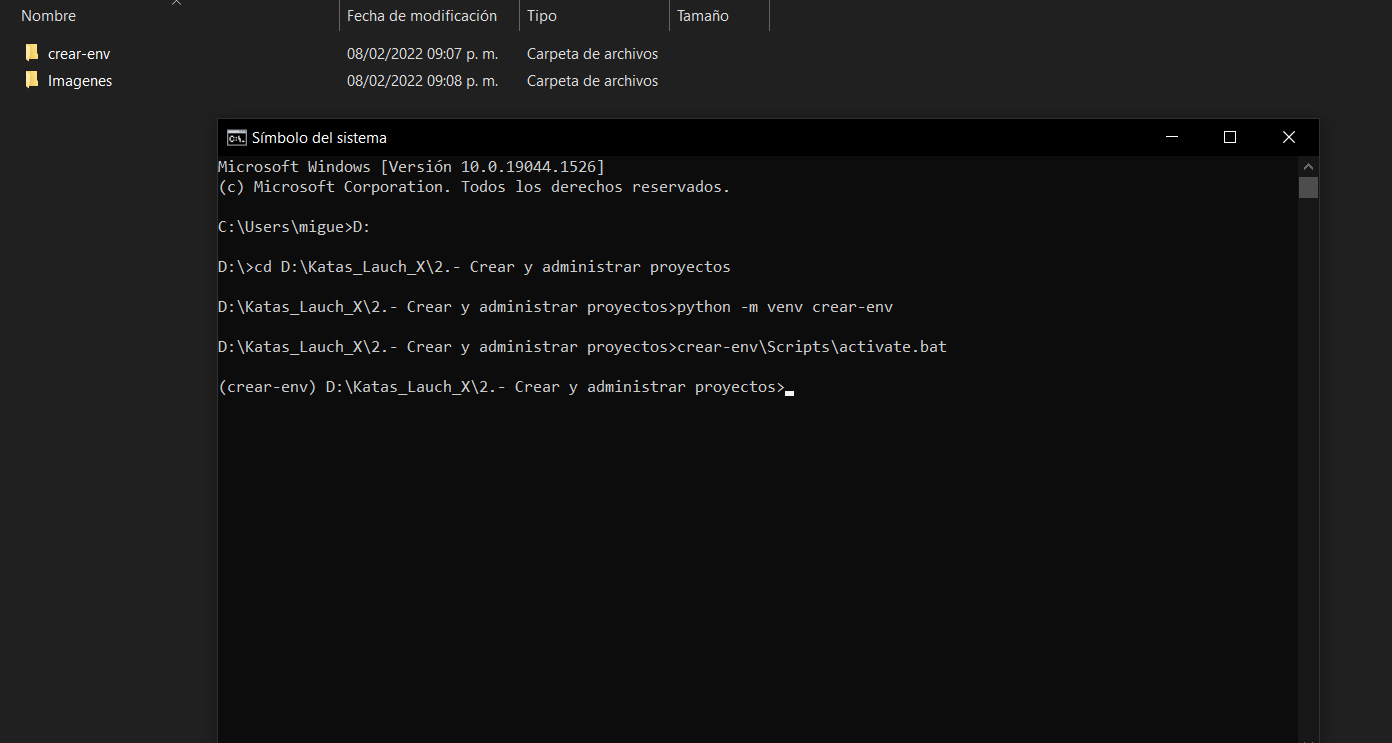 Nombre Fecha de modificación Tipo Tamaño
crear-env 08/02/2022 09:07 p. m. Carpeta de archivos
Imagenes 08/02/2022 09:08 p. m. Carpeta de archivos
Símbolo del sistema
Microsoft Windows [Versión 10.0.19044.1526]
(c) Microsoft Corporation. Todos los derechos reservados.
C:\Users\migue>D:
D:\>cd D:\Katas_Lauch_X\2.- Crear y administrar proyectos
D:\Katas_Lauch_X\2.- Crear y administrar proyectos>python -m venv crear-env
D:\Katas_Lauch_X\2.- Crear y administrar proyectos>crear-env\Scripts\activate.bat
(crear-env) D:\Katas_Lauch_X\2.- Crear y administrar proyectos>